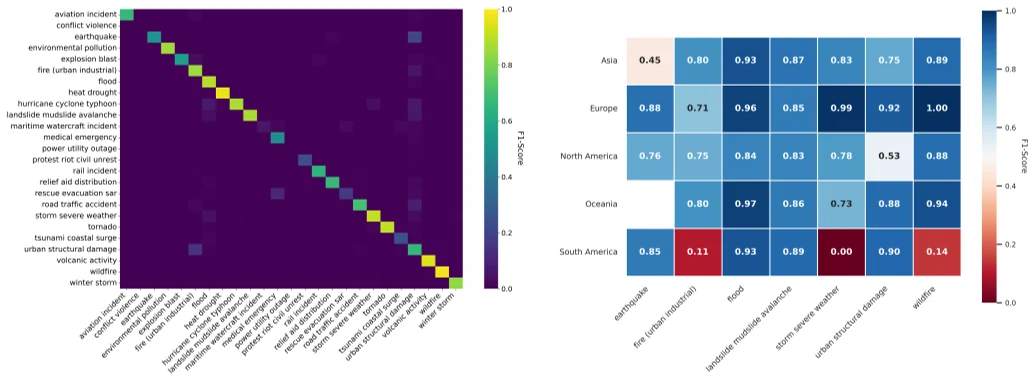 aviation incident
conflict violence
earthquake
environmental pollution
explosion blast
fire (urban industrial)
flood
heat drought
hurricane cyclone typhoon
landslide mudslide avalanche
maritime watercraft incident
medical emergency
power utility outage
protest riot civil unrest
rail incident
relief aid distribution
rescue evacuation sar
road traffic accident
storm severe weather
tornado
tsunami coastal surge
urban structural damage
volcanic activity
wildfire
winter storm
aviation incident
conflict violence
earthquake
environmental pollution
explosion blast
fire (urban industrial)
flood
heat drought
hurricane cyclone typhoon
landslide mudslide avalanche
maritime watercraft incident
medical emergency
power utility outage
protest riot civil unrest
rail incident
relief aid distribution
rescue evacuation sar
road traffic accident
storm severe weather
tornado
tsunami coastal surge
urban structural damage
volcanic activity
wildfire
winter storm
1.0
0.8
0.6
0.4
0.2
0.0
F1-Score
Asia 0.45 0.80 0.93 0.87 0.83 0.75 0.89
Europe 0.88 0.71 0.96 0.85 0.99 0.92 1.00
North America 0.76 0.75 0.84 0.83 0.78 0.53 0.88
Oceania 0.80 0.97 0.86 0.73 0.88 0.94
South America 0.85 0.11 0.93 0.89 0.00 0.90 0.14
earthquake
fire (urban industrial)
flood
landslide mudslide avalanche
storm severe weather
urban structural damage
wildfire
1.0
0.8
0.6
0.4
0.2
0.0
F1-Score